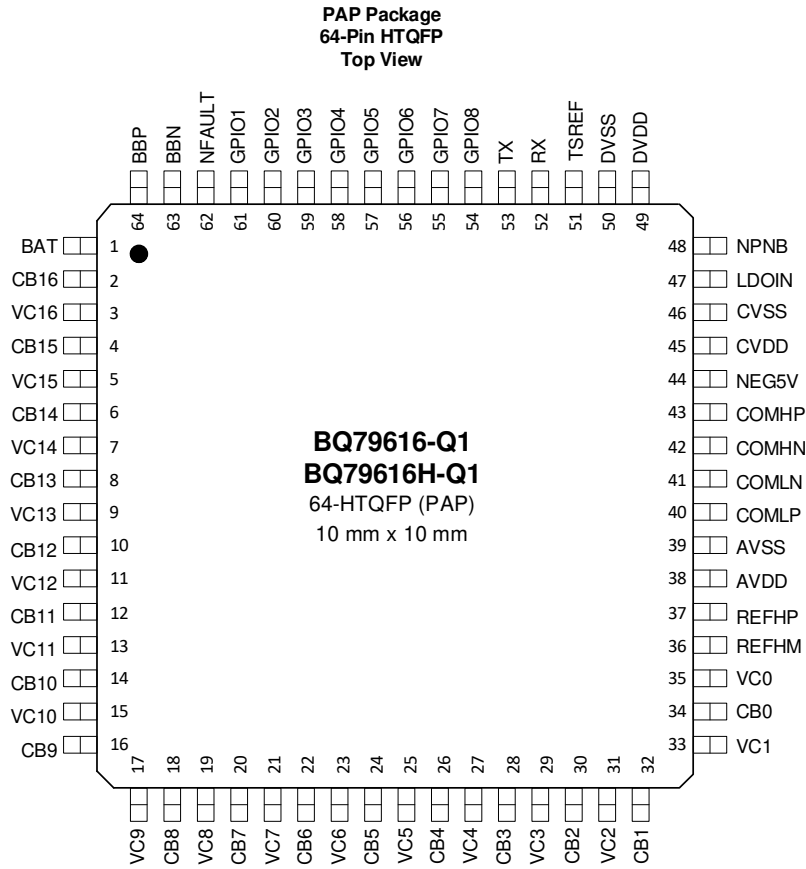 PAP Package
64-Pin HTQFP
Top View
BBP
BBN
NFAULT
GPIO1
GPIO2
GPIO3
GPIO4
GPIO5
GPIO6
GPIO7
GPIO8
TX
RX
TSREF
DVSS
DVDD
64
63
62
61
60
59
58
57
56
55
54
53
52
51
50
49
BAT 1
CB16 2
VC16 3
CB15 4
VC15 5
CB14 6
VC14 7
CB13 8
VC13 9
CB12 10
VC12 11
CB11 12
VC11 13
CB10 14
VC10 15
CB9 16
BQ79616-Q1
BQ79616H-Q1
64-HTQFP (PAP)
10 mm x 10 mm
48 NPNB
47 LDOIN
46 CVSS
45 CVDD
44 NEG5V
43 COMHP
42 COMHN
41 COMLN
40 COMLP
39 AVSS
38 AVDD
37 REFHP
36 REFHM
35 VC0
34 CB0
33 VC1
17
18
19
20
21
22
23
24
25
26
27
28
29
30
31
32
VC9
CB8
VC8
CB7
VC7
CB6
VC6
CB5
VC5
CB4
VC4
CB3
VC3
CB2
VC2
CB1